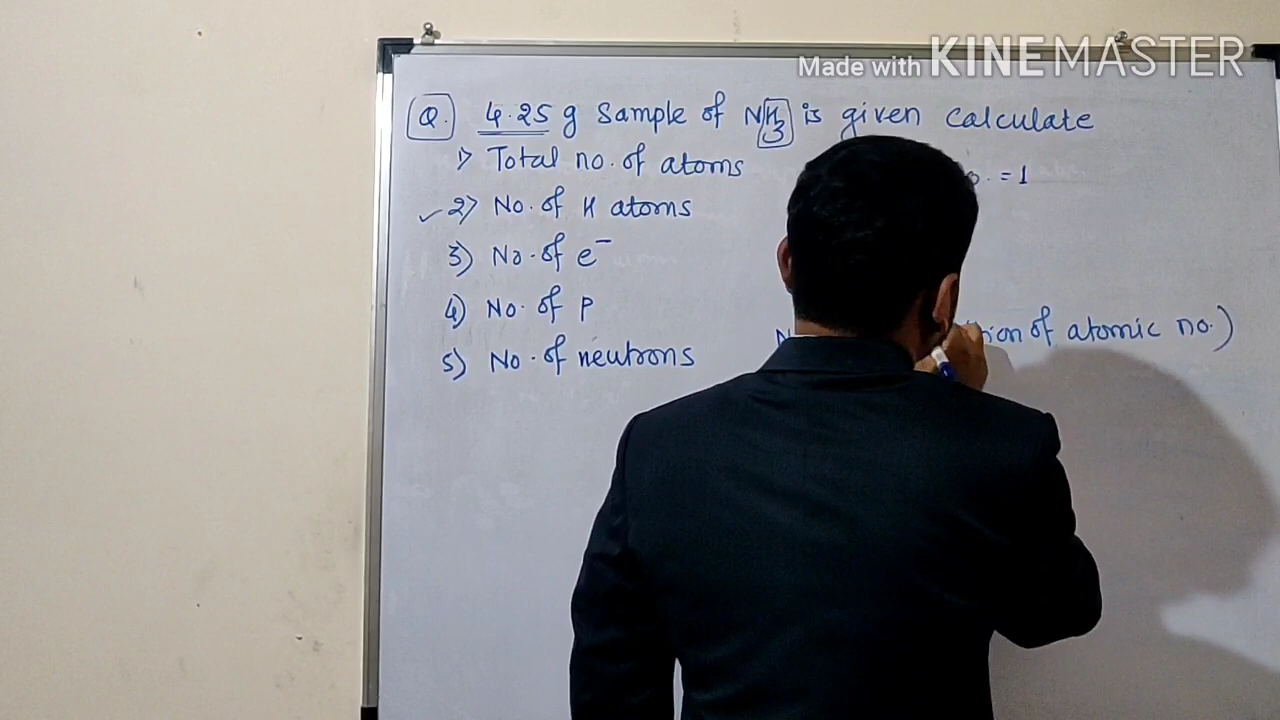 Made with KINEMASTER
Q. 4.25 g Sample of NH3 is given calculate
1) Total no. of atoms
= 1
2) No. of H atoms
3) No. of e⁻
4) No. of P
of atomic no.)
5) No. of neutrons